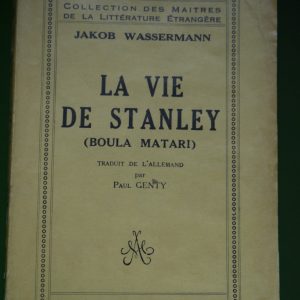 COLLECTION DES MAITRES
DE LA LITTÉRATURE ÉTRANGÈRE
JAKOB WASSERMANN
LA VIE
DE STANLEY
(BOULA MATARI)
TRADUIT DE L'ALLEMAND
par
PAUL GENTY